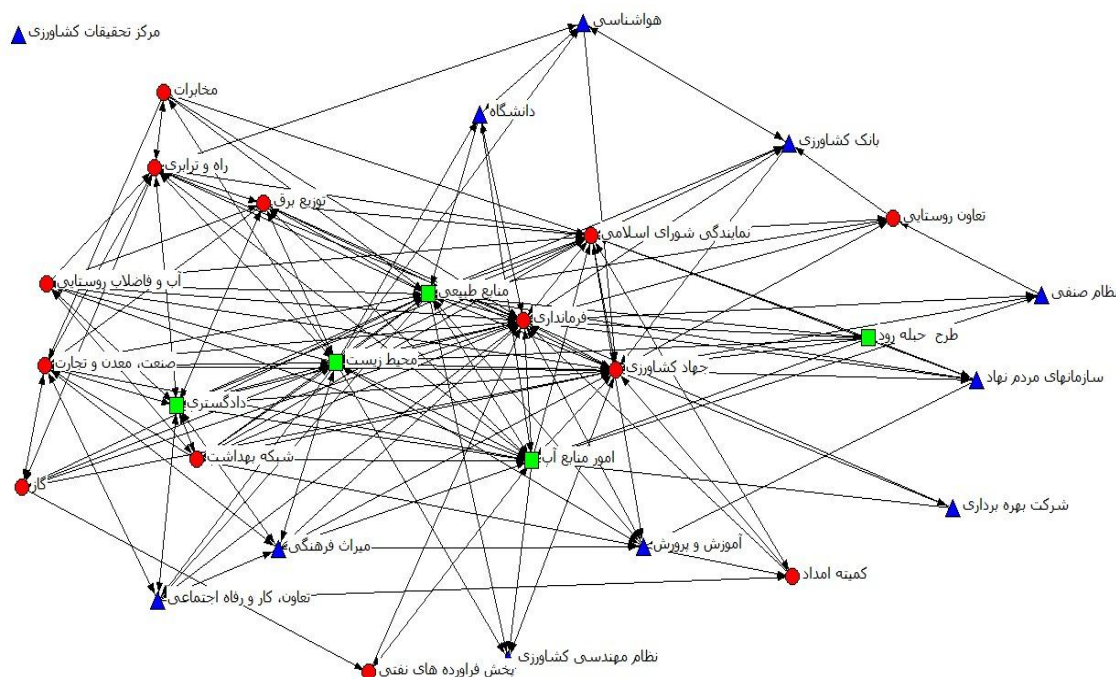 هواشناسی
مرکز تحقیقات کشاورزی
مخابرات
دانشگاه
بانک کشاورزی
راه و ترابری
توزیع برق
تعاون روستایی
نمایندگی شورای اسلامی
آب و فاضلاب روستایی
منابع طبیعی
نظام صنفی
فرمانداری
طرح حبله رود
محیط زیست
صنعت، معدن و تجارت
جهاد کشاورزی
سازمانهای مردم نهاد
دادگستری
شبکه بهداشت
امور منابع آب
گاز
شرکت بهره برداری
آموزش و پرورش
میراث فرهنگی
کمیته امداد
تعاون، کار و رفاه اجتماعی
نظام مهندسی کشاورزی
پخش فراورده های نفتی